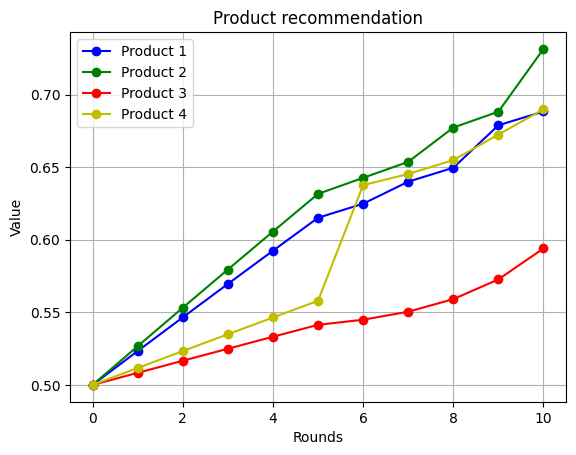 Product recommendation
Product 1
Product 2
Product 3
Product 4
0.70
0.65
0.60
0.55
0.50
Value
0 2 4 6 8 10
Rounds